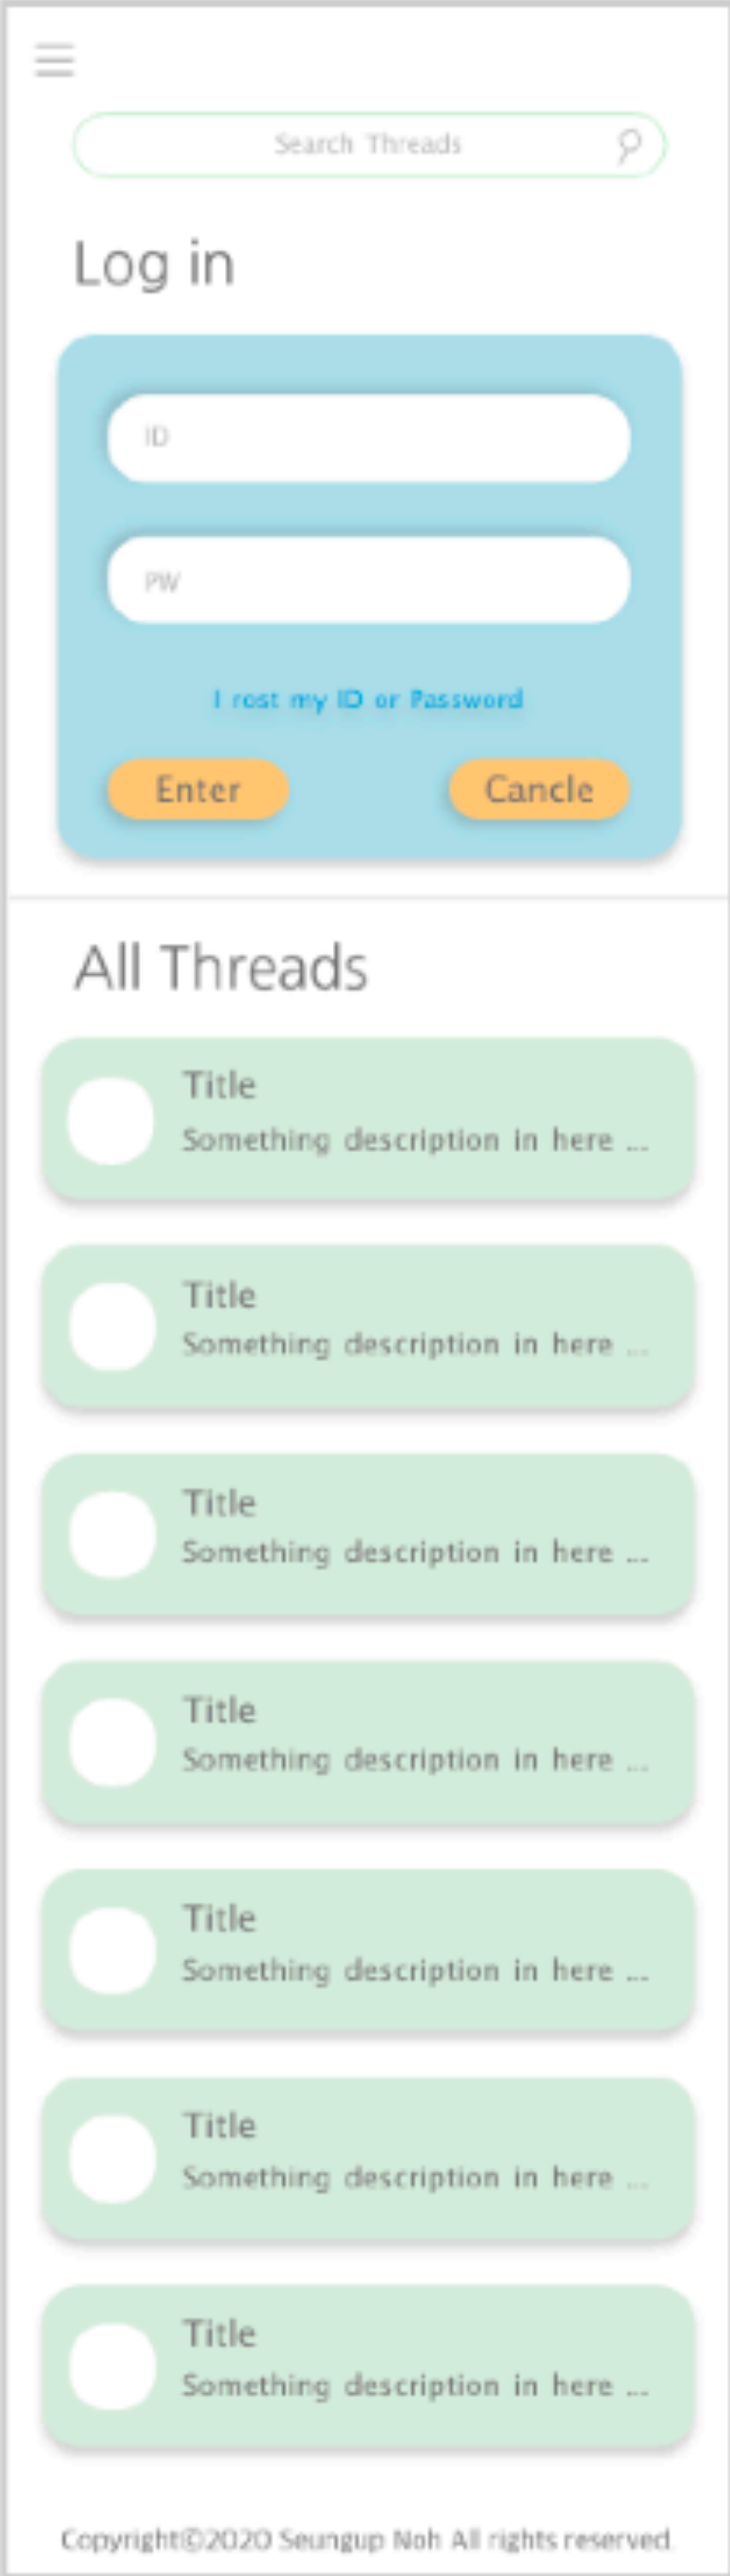 Search Threads
Log in
ID
PW
I rost my ID or Password
Enter
Cancle
All Threads
Title
Something description in here ...
Title
Something description in here ...
Title
Something description in here ...
Title
Something description in here ...
Title
Something description in here ...
Title
Something description in here ...
Title
Something description in here ...
Copyright©2020 Seungup Noh All rights reserved.